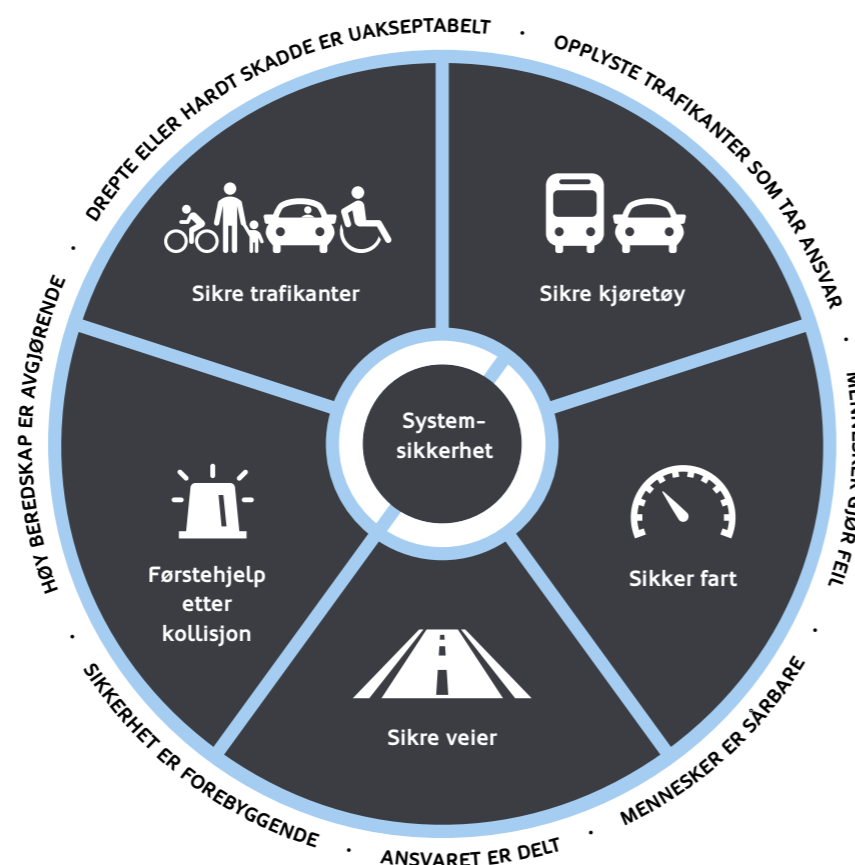 DREPTE ELLER HARDT SKADDE ER UAKSEPTABELT
·
OPPLYSTE TRAFIKANTER SOM TAR ANSVAR
·
MENNESKER GJØR FEIL
·
MENNESKER ER SÅRBARE
·
ANSVARET ER DELT
·
SIKKERHET ER FOREBYGGENDE
·
HØY BEREDSKAP ER AVGJØRENDE
·
Sikre trafikanter
Sikre kjøretøy
System-
sikkerhet
Førstehjelp
etter
kollisjon
Sikker fart
Sikre veier